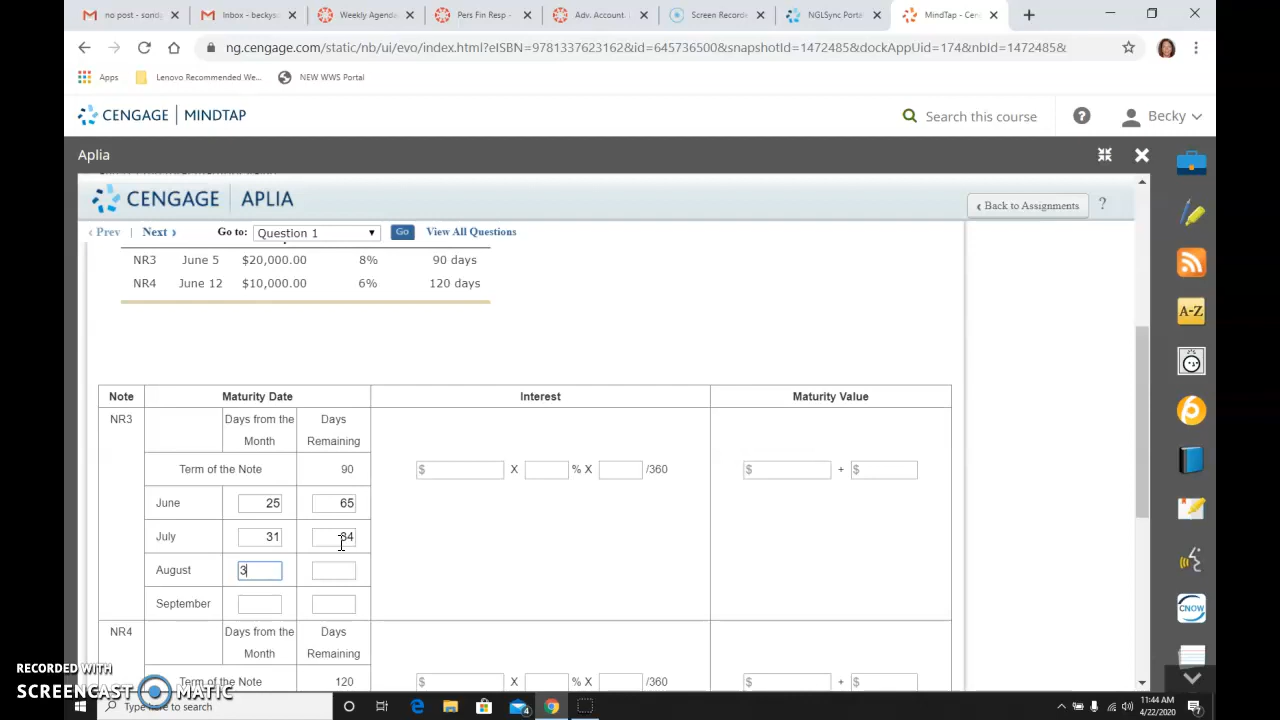 no post - sond
Inbox - beckys
Weekly Agenda
Pers Fin Resp -
Adv. Account.
Screen Recorde
NGLSync Porta
MindTap - Cen
ng.cengage.com/static/nb/ui/evo/index.html?eISBN=9781337623162&id=645736500&snapshotId=1472485&dockAppUid=174&nbId=1472485&
Apps Lenovo Recommended We... NEW WWS Portal
CENGAGE | MINDTAP Search this course ? Becky
Aplia
CENGAGE | APLIA ‹ Back to Assignments ?
‹ Prev | Next › Go to: Question 1 Go View All Questions
NR3 June 5 $20,000.00 8% 90 days
NR4 June 12 $10,000.00 6% 120 days
Note Maturity Date Interest Maturity Value
NR3 Days from the Month Days Remaining
Term of the Note 90 $ X % X /360 $ + $
June 25 65
July 31 34
August 3
September
NR4 Days from the Month Days Remaining
Term of the Note 120 $ X % X /360 $ + $
A-Z
CNOW
RECORDED WITH
SCREENCAST MATIC
Type here to search
4
11:44 AM
4/22/2020